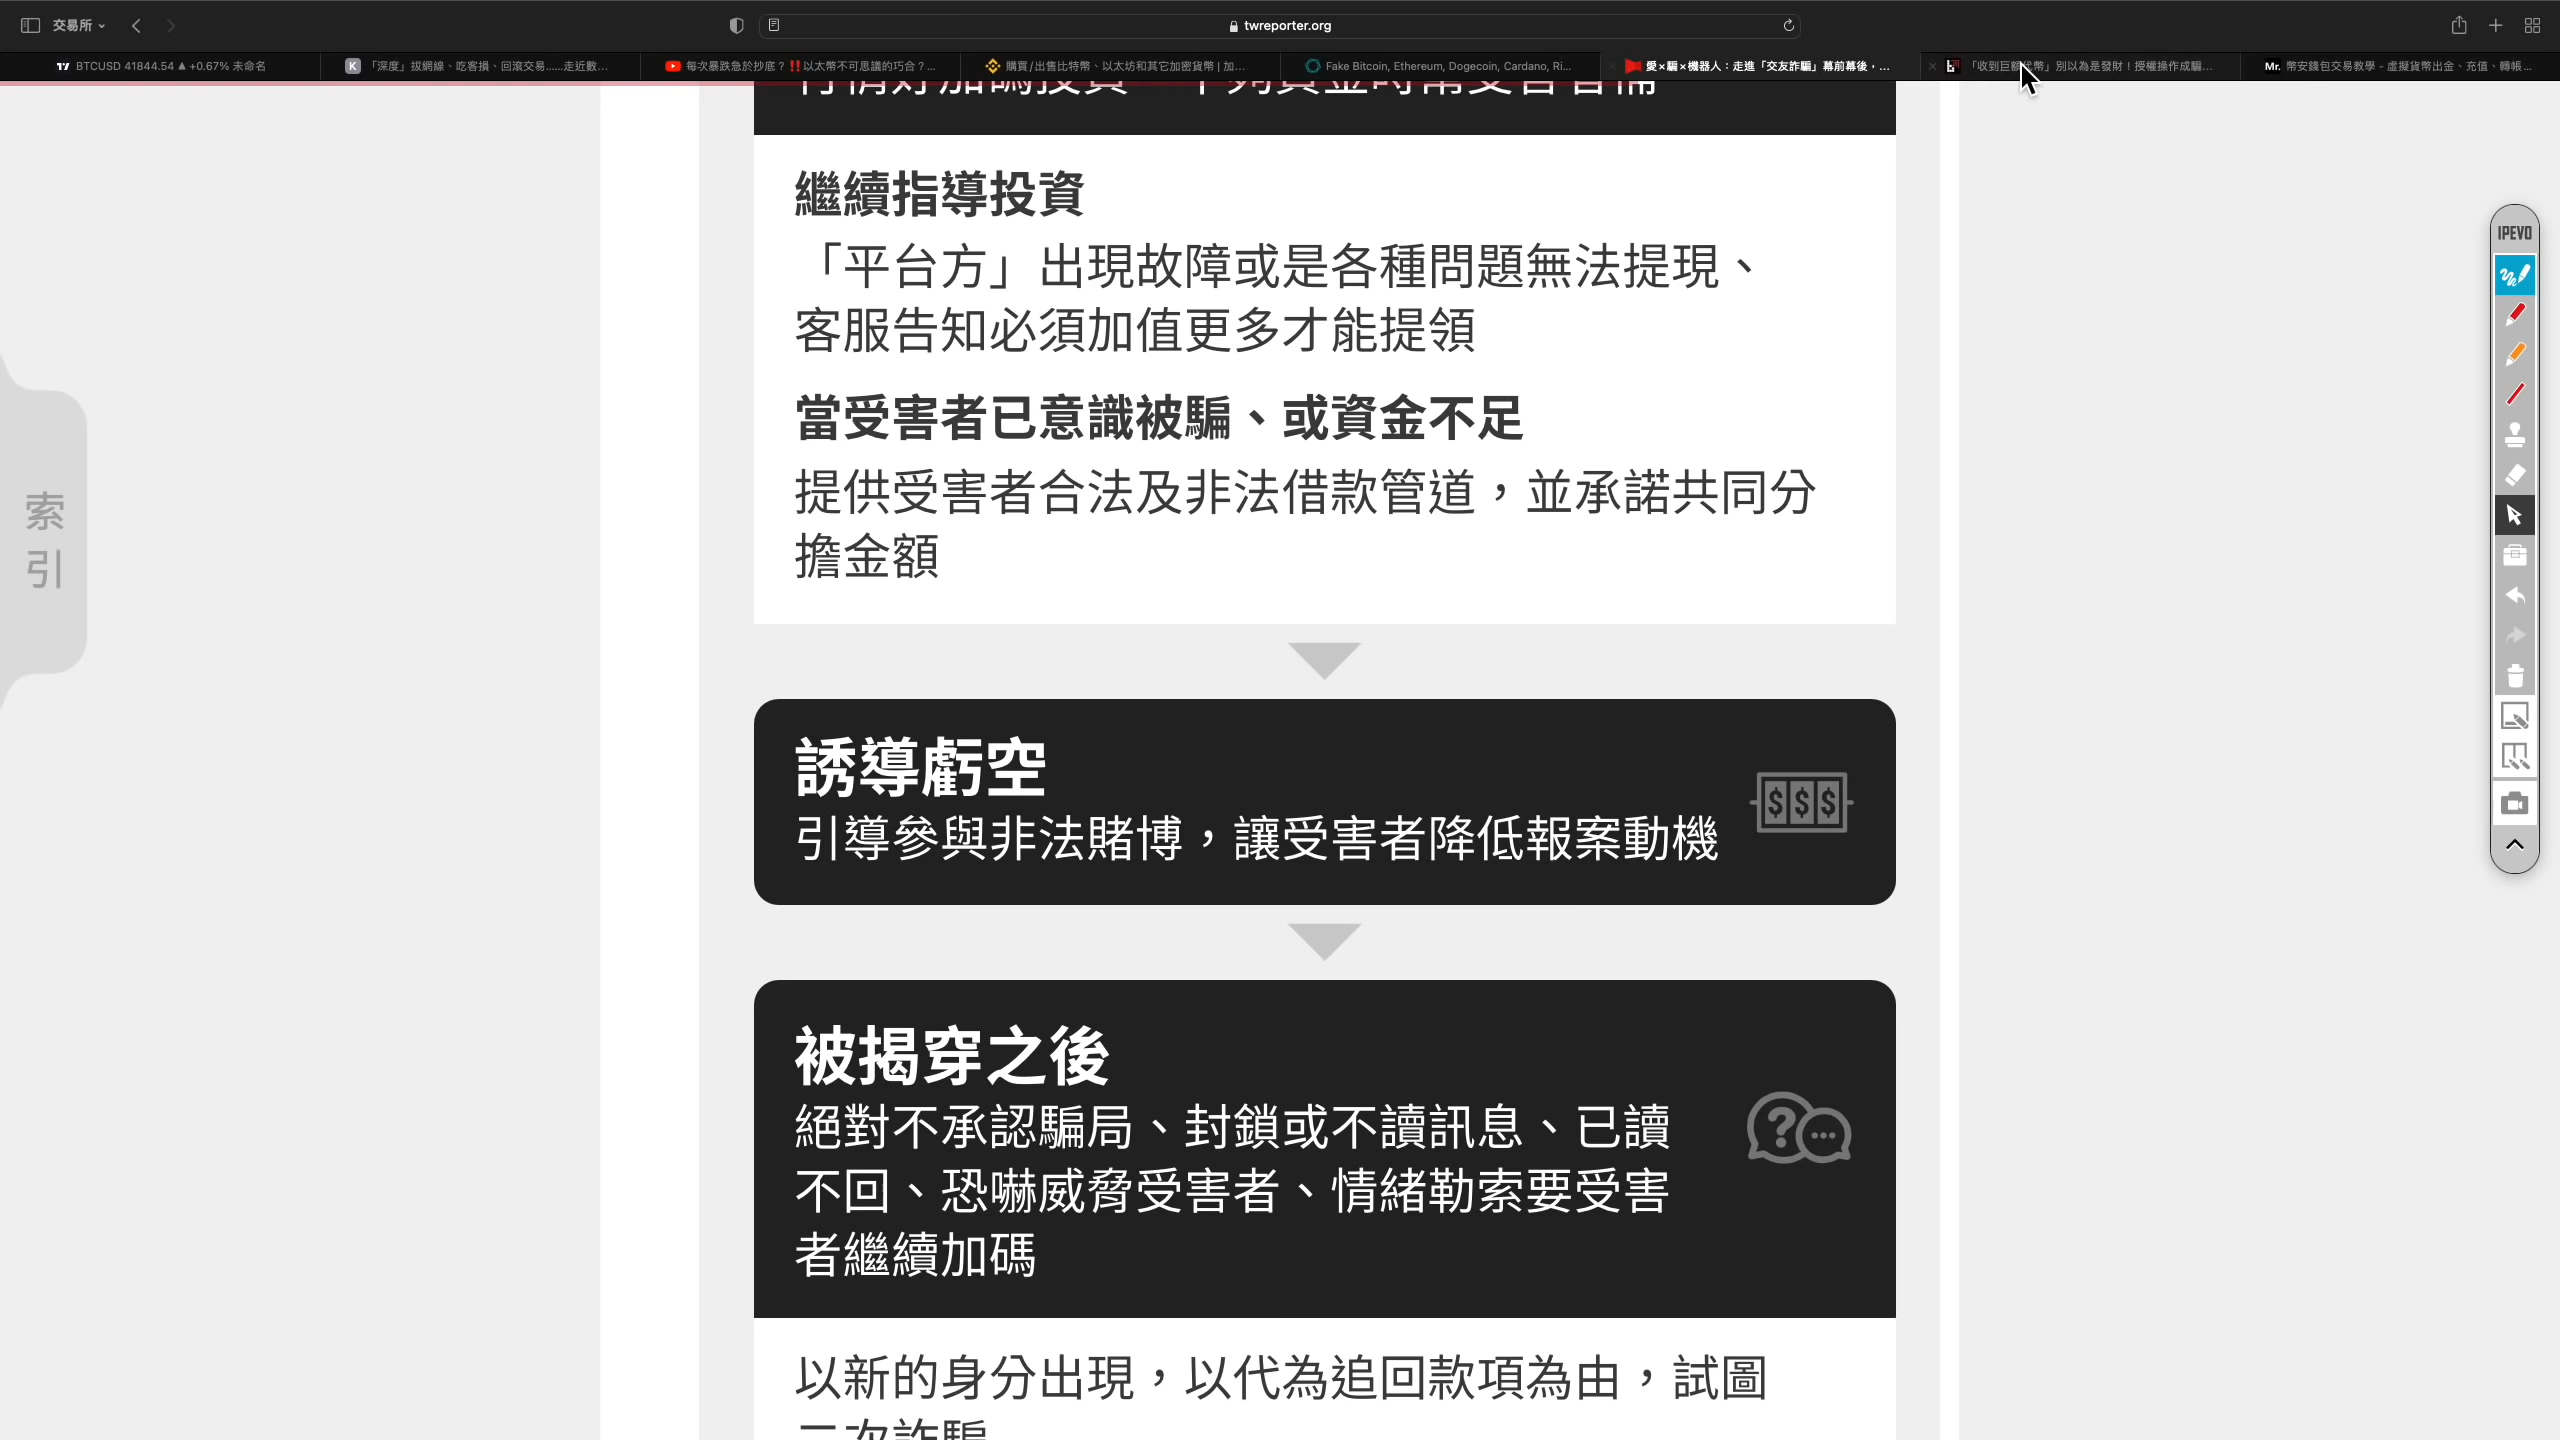 交易所
twreporter.org
BTCUSD 41844.54 ▲ +0.67% 未命名
「深度」拔網線、吃客損、回滾交易......走近數...
每次暴跌急於抄底？‼️以太幣不可思議的巧合？...
購買/出售比特幣、以太坊和其它加密貨幣 | 加...
Fake Bitcoin, Ethereum, Dogecoin, Cardano, Ri...
愛×騙×機器人：走進「交友詐騙」幕前幕後，...
「收到巨額代幣」別以為是發財！授權操作成騙...
Mr. 幣安錢包交易教學 - 虛擬貨幣出金、充值、轉帳...
繼續指導投資
「平台方」出現故障或是各種問題無法提現、
客服告知必須加值更多才能提領
當受害者已意識被騙、或資金不足
提供受害者合法及非法借款管道，並承諾共同分
擔金額
誘導虧空
引導參與非法賭博，讓受害者降低報案動機
被揭穿之後
絕對不承認騙局、封鎖或不讀訊息、已讀
不回、恐嚇威脅受害者、情緒勒索要受害
者繼續加碼
以新的身分出現，以代為追回款項為由，試圖
二次詐騙
索
引
IPEVO